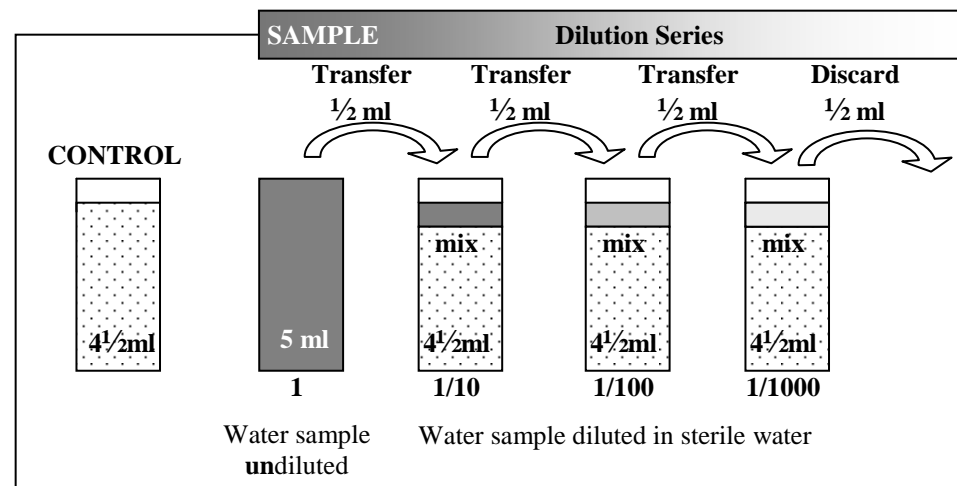 SAMPLE Dilution Series
Transfer Transfer Transfer Discard
½ ml ½ ml ½ ml ½ ml
CONTROL
mix mix mix
4½ml 5 ml 4½ml 4½ml 4½ml
1 1/10 1/100 1/1000
Water sample Water sample diluted in sterile water
undiluted